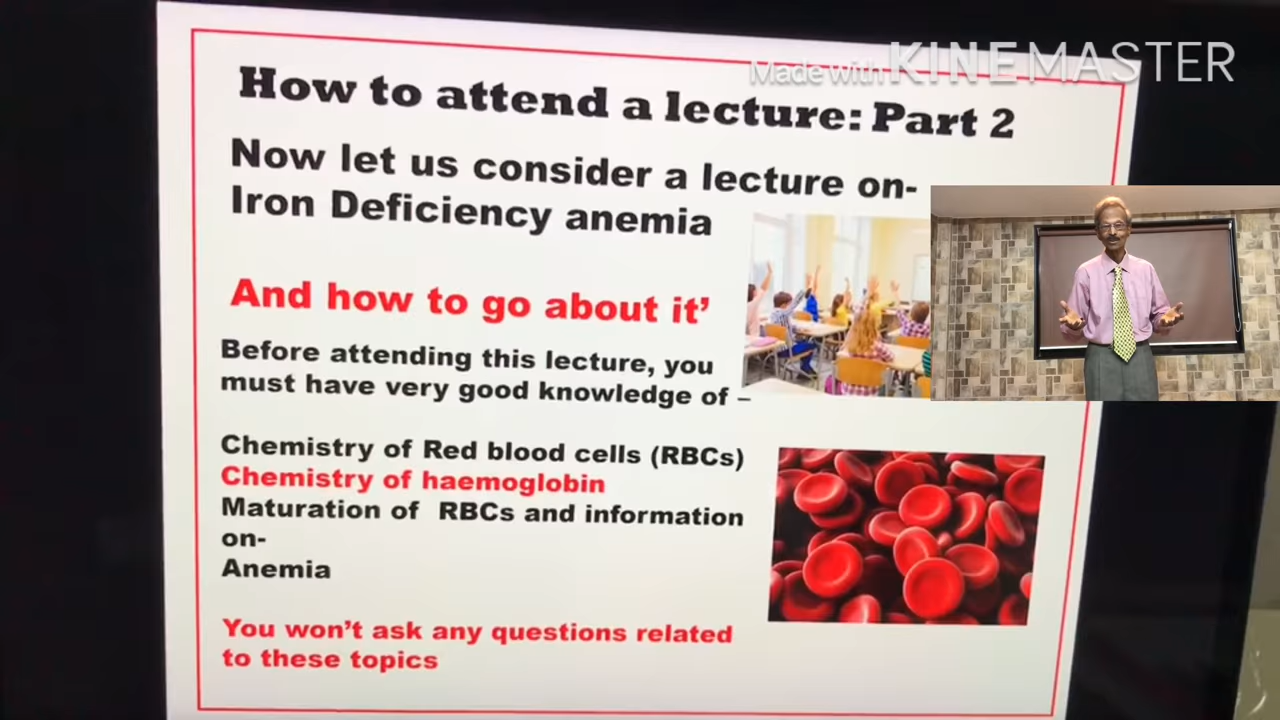 Made with KINEMASTER
How to attend a lecture: Part 2
Now let us consider a lecture on-
Iron Deficiency anemia
And how to go about it’
Before attending this lecture, you
must have very good knowledge of –
Chemistry of Red blood cells (RBCs)
Chemistry of haemoglobin
Maturation of RBCs and information
on-
Anemia
You won’t ask any questions related
to these topics